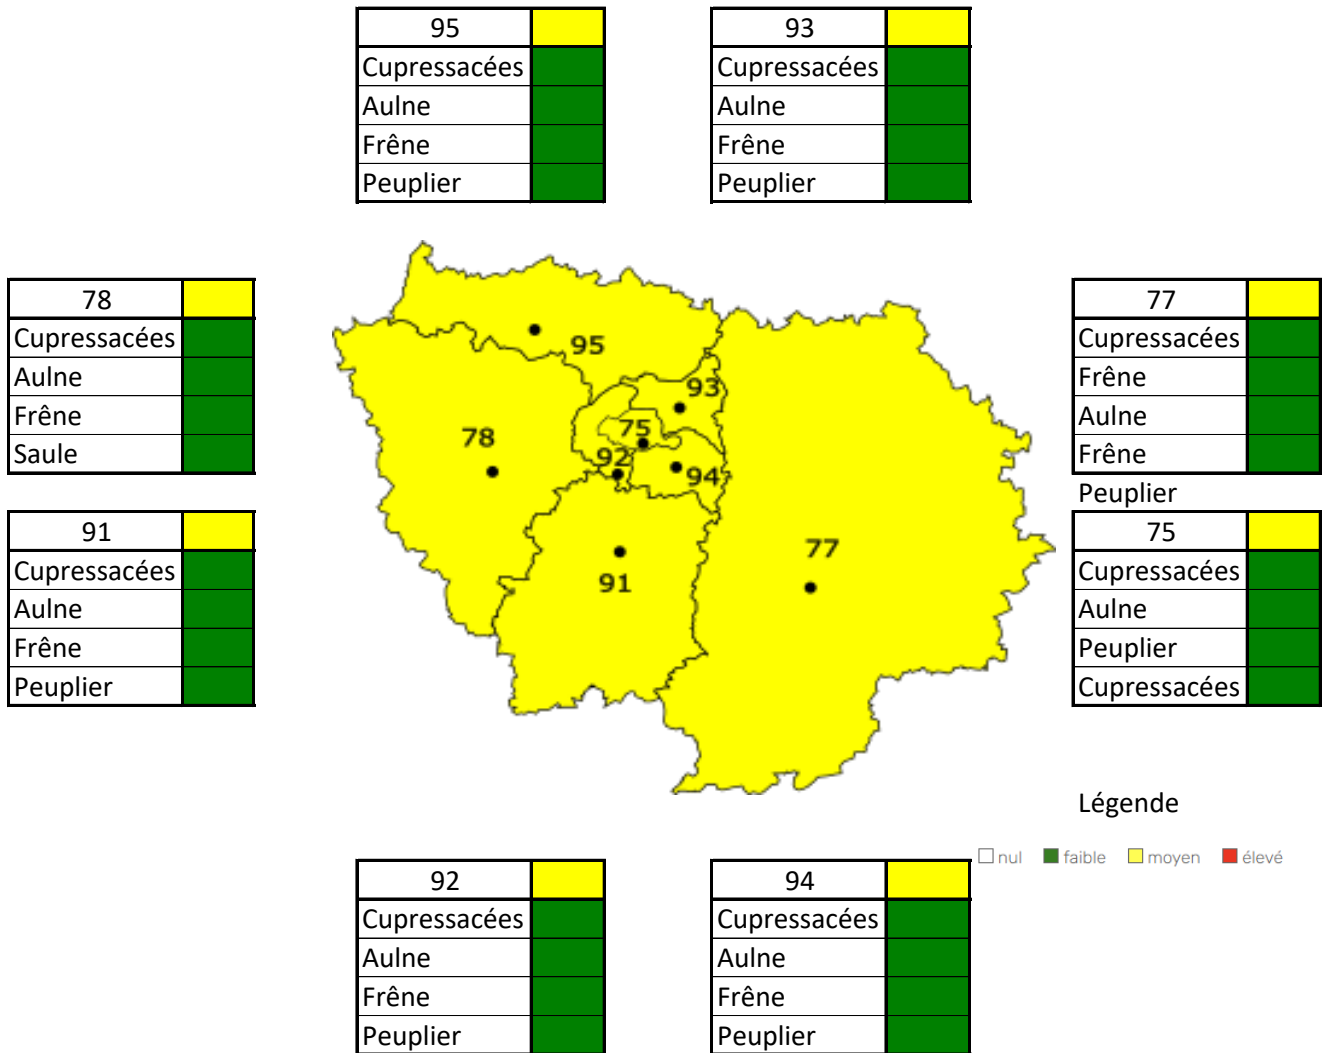 95
Cupressacées
Aulne
Frêne
Peuplier
93
Cupressacées
Aulne
Frêne
Peuplier
78
Cupressacées
Aulne
Frêne
Saule
91
Cupressacées
Aulne
Frêne
Peuplier
95
93
75
78
92
94
77
91
77
Cupressacées
Frêne
Aulne
Frêne
Peuplier
75
Cupressacées
Aulne
Peuplier
Cupressacées
Légende
nul faible moyen élevé
92
Cupressacées
Aulne
Frêne
Peuplier
94
Cupressacées
Aulne
Frêne
Peuplier